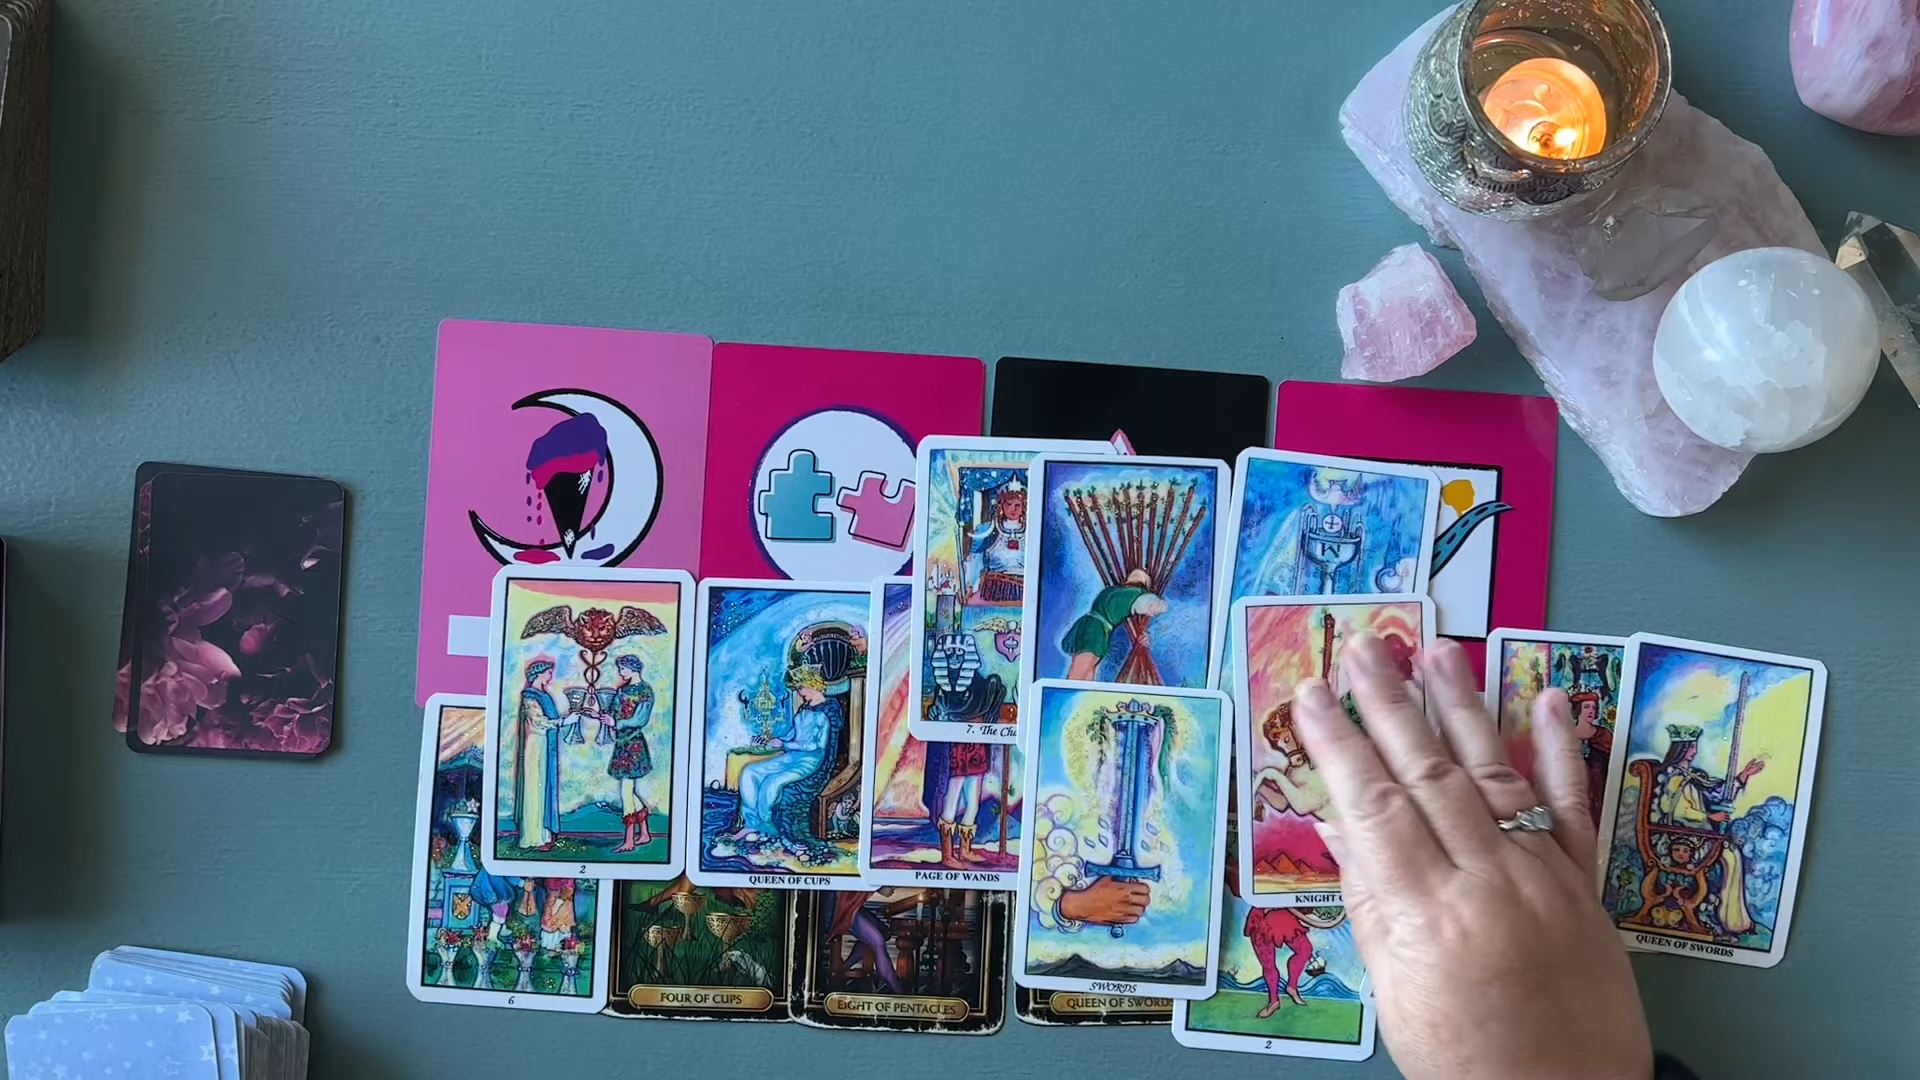 7. The Cha
2
QUEEN OF CUPS
PAGE OF WANDS
KNIGHT O
QUEEN OF SWORDS
SWORDS
6
FOUR OF CUPS
EIGHT OF PENTACLES
QUEEN OF SWORDS
2